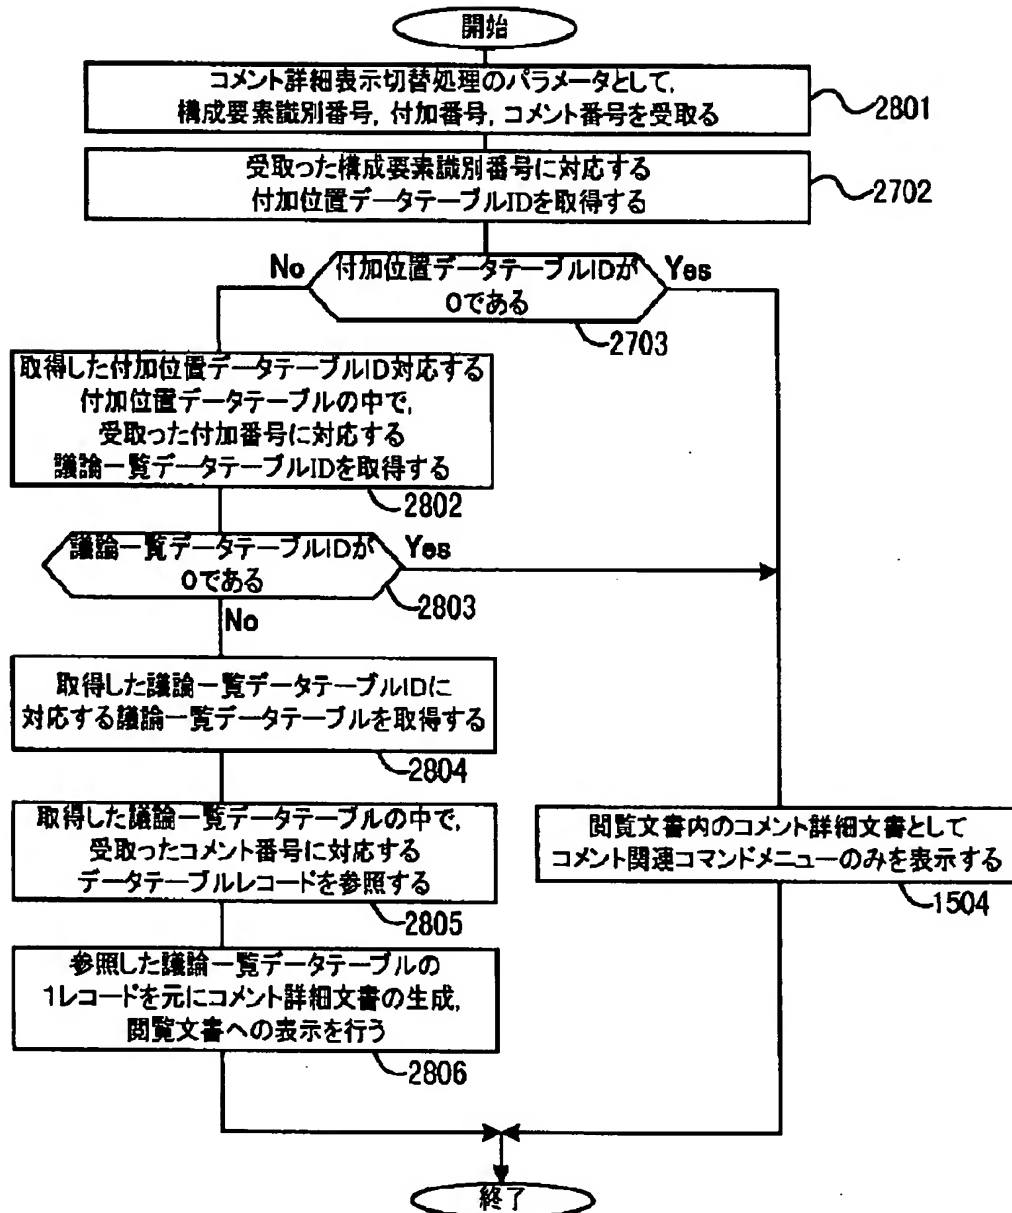 開始
コメント詳細表示切替処理のパラメータとして,
構成要素識別番号, 付加番号, コメント番号を受取る
2801
受取った構成要素識別番号に対応する
付加位置データテーブルIDを取得する
2702
No
付加位置データテーブルIDが
0である
Yes
2703
取得した付加位置データテーブルID対応する
付加位置データテーブルの中で,
受取った付加番号に対応する
議論一覧データテーブルIDを取得する
2802
議論一覧データテーブルIDが
0である
Yes
2803
No
取得した議論一覧データテーブルIDに
対応する議論一覧データテーブルを取得する
2804
取得した議論一覧データテーブルの中で,
受取ったコメント番号に対応する
データテーブルレコードを参照する
2805
閲覧文書内のコメント詳細文書として
コメント関連コマンドメニューのみを表示する
1504
参照した議論一覧データテーブルの
1レコードを元にコメント詳細文書の生成,
閲覧文書への表示を行う
2806
終了